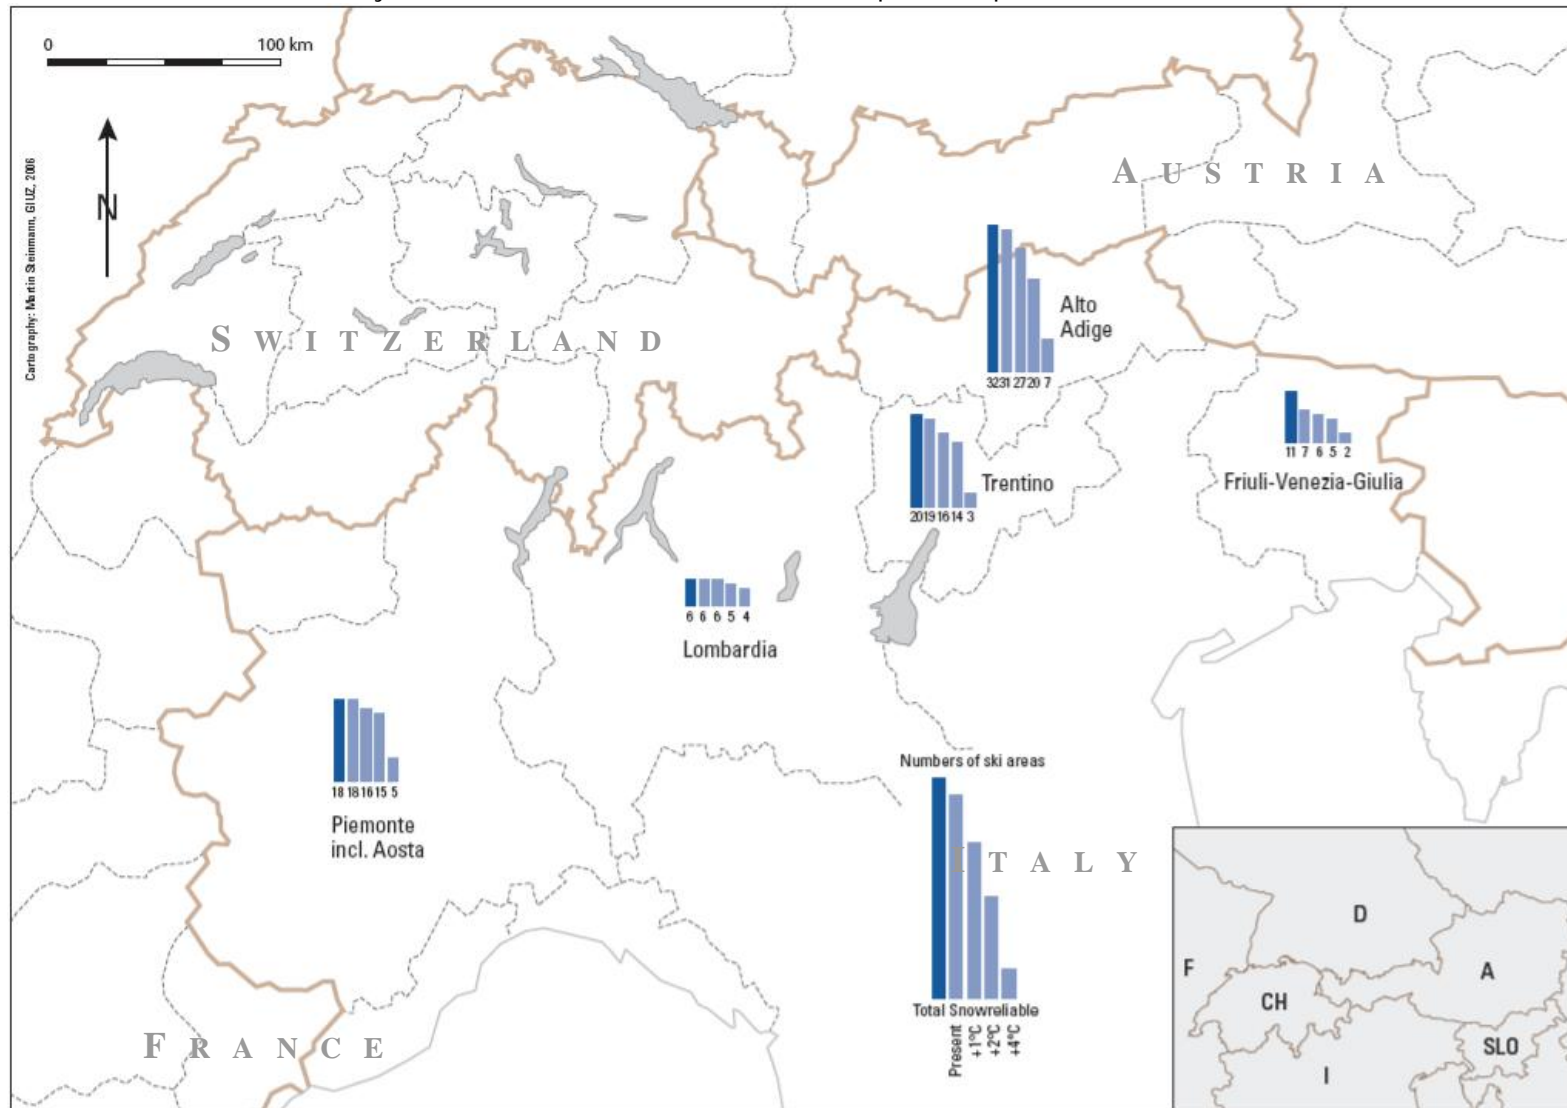 0 100 km
N
Cartography: Martin Steinmann, GIUZ, 2006
AUSTRIA
SWITZERLAND
Alto
Adige
32 31 27 20 7
20 19 16 14 3
Trentino
11 7 6 5 2
Friuli-Venezia-Giulia
6 6 6 5 4
Lombardia
18 18 16 15 5
Piemonte
incl. Aosta
Numbers of ski areas
ITALY
Total Snowreliable
Present
+1°C
+2°C
+4°C
FRANCE
D
F
A
CH
SLO
I